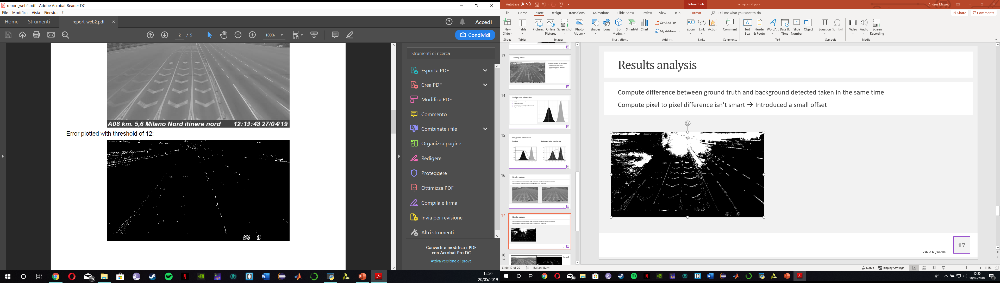 report_web2.pdf - Adobe Acrobat Reader DC
File Modifica Vista Finestra ?
Home Strumenti report_web2.pdf × Accedi
2 / 5 100% Condividi
A08 km. 5,6 Milano Nord itinere nord
Error plotted with threshold of 12:
Strumenti di ricerca
Esporta PDF
Crea PDF
Modifica PDF
Commento
Combinate i file
Organizza pagine
Redigere
Proteggere
Ottimizza PDF
Compila e firma
Invia per revisione
Altri strumenti
Converti e modifica i PDF
con Acrobat Pro DC
Attiva versione di prova
18
15:50
20/05/2019
AutoSave Off Picture Tools Background.pptx Andrea Mazzeo
File Home Insert Design Transitions Animations Slide Show Review View Help Format Tell me what you want to do Share Comments
New Slide
Table
Pictures
Online Pictures
Screenshot
Photo Album
Shapes
Icons
3D Models
SmartArt
Chart
Get Add-ins
My Add-ins
Zoom
Link
Action
Comment
Text Box
Header & Footer
WordArt
Date & Time
Slide Number
Object
Equation
Symbol
Video
Audio
Screen Recording
Slides Tables Images Illustrations Add-ins Links Comments Text Symbols Media
13
Training phase
14
Background subtraction
15
Background Subtraction
16
Results analysis
17
Results analysis
18
Demo 1
Results analysis
Compute difference between ground truth and background detected taken in the same time
Compute pixel to pixel difference isn't smart → Introduced a small offset
17
Add a footer
Slide 17 of 20 Italian (Italy) Notes Display Settings 114%
18
15:50
20/05/2019
11